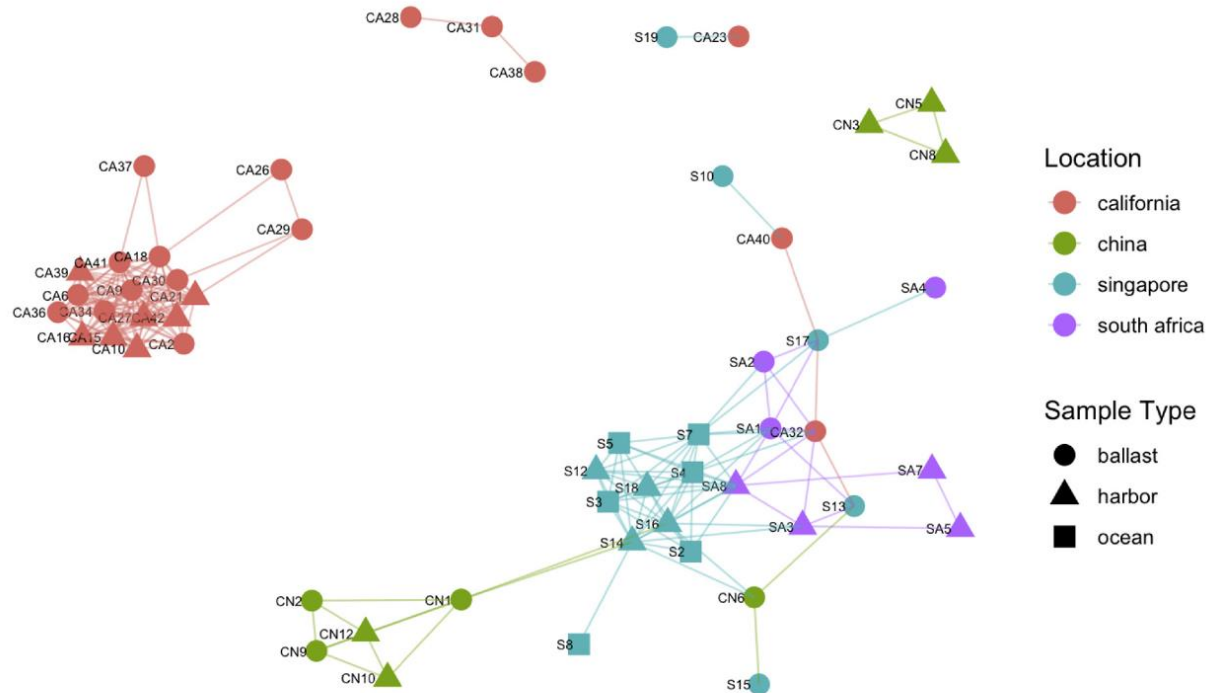 CA28
CA31
CA38
S19
CA23
CN5
CN3
CN8
CA37
CA26
S10
CA29
CA40
CA41
CA18
CA39
CA30
CA6
CA9
CA21
CA36
CA34
CA27
CA42
CA16
CA15
CA10
CA2
SA4
S17
SA2
S7
SA1
CA32
S5
S12
S4
S18
SA8
SA7
S3
S13
S16
SA3
SA5
S14
S2
CN2
CN1
CN6
CN12
CN9
S8
CN10
S15
Location
california
china
singapore
south africa
Sample Type
ballast
harbor
ocean